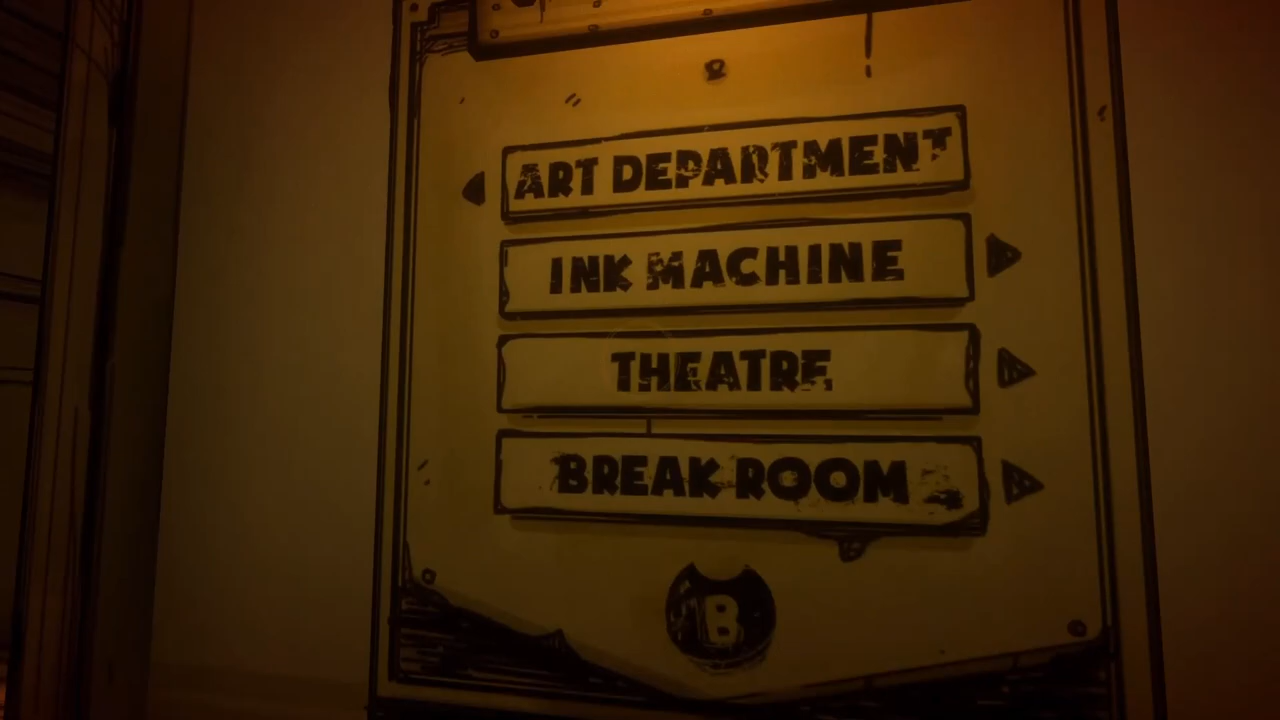 ART DEPARTMENT
INK MACHINE
THEATRE
BREAK ROOM
B